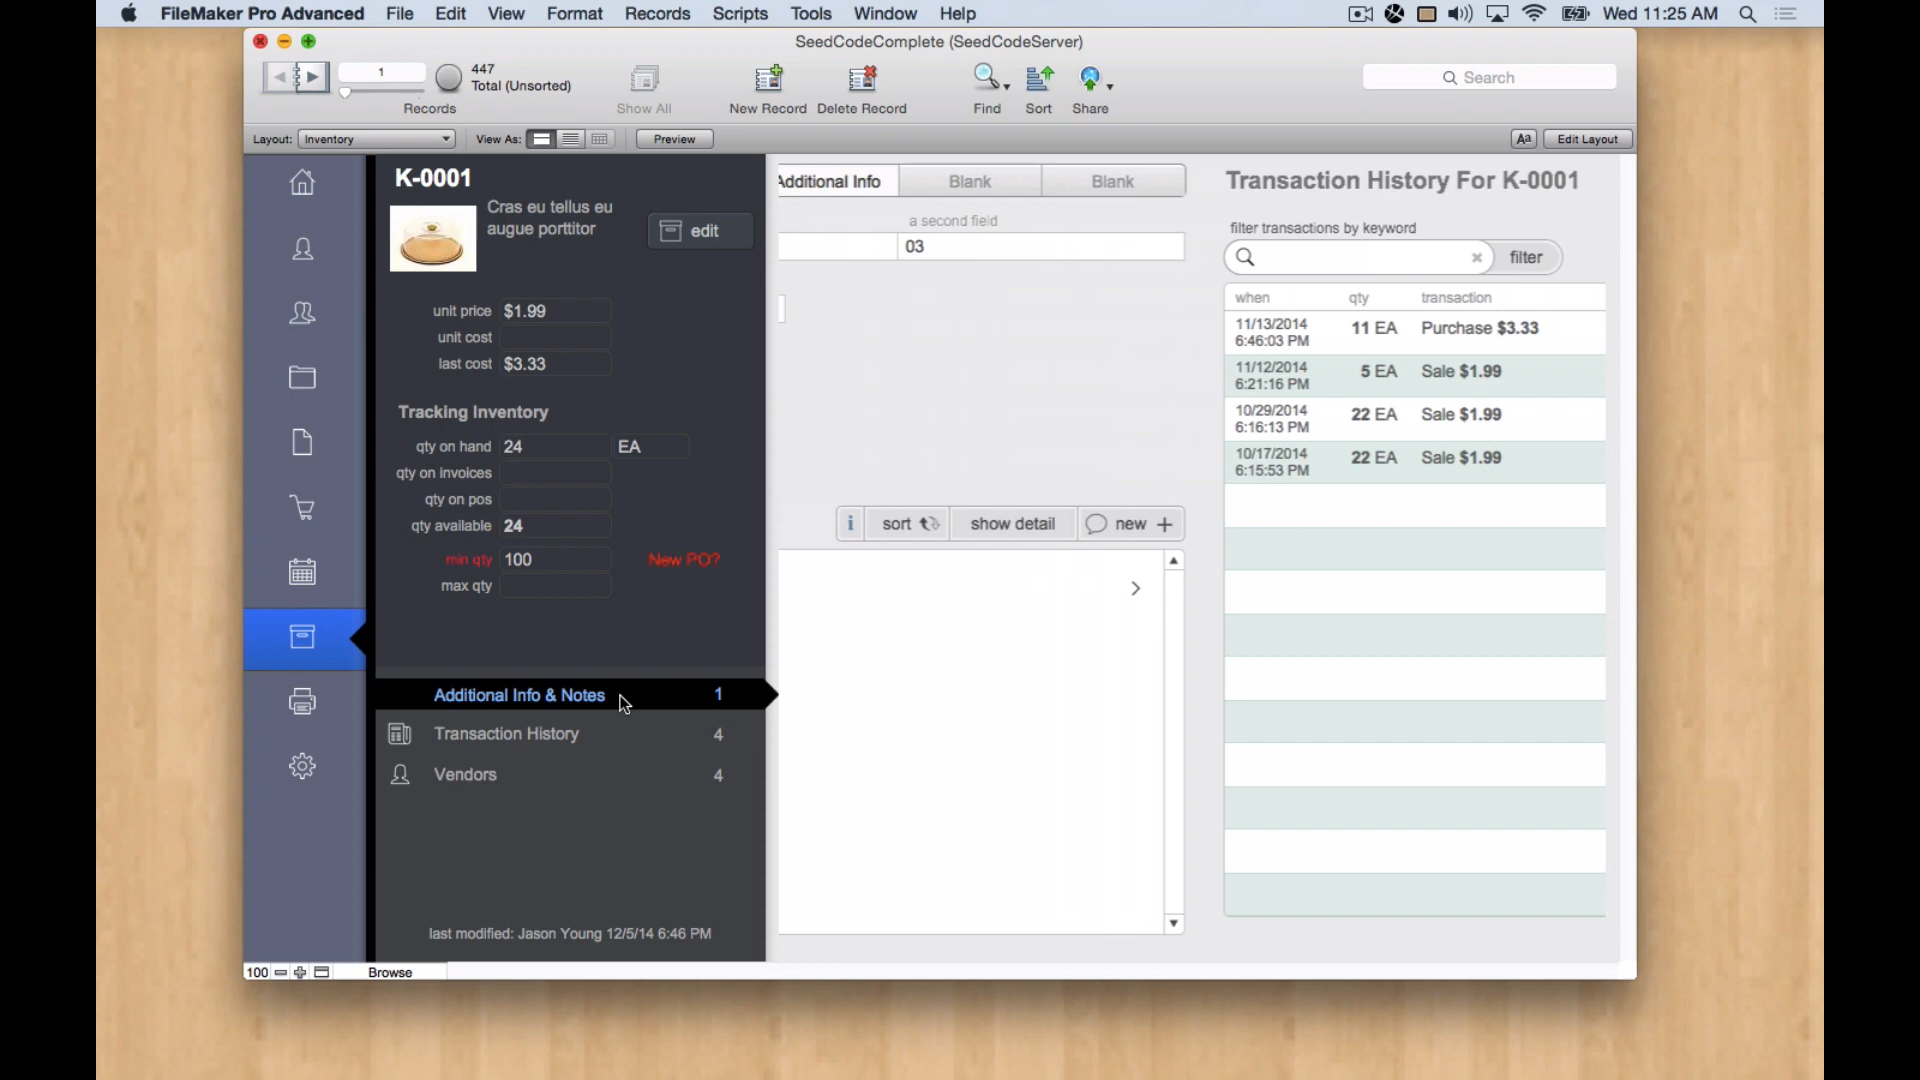 FileMaker Pro Advanced File Edit View Format Records Scripts Tools Window Help
Wed 11:25 AM
SeedCodeComplete (SeedCodeServer)
1
447
Total (Unsorted)
Records
Show All
New Record
Delete Record
Find
Sort
Share
Search
Layout: Inventory
View As:
Preview
Aa
Edit Layout
K-0001
Cras eu tellus eu
augue porttitor
edit
unit price $1.99
unit cost
last cost $3.33
Tracking Inventory
qty on hand 24 EA
qty on invoices
qty on pos
qty available 24
min qty 100 New PO?
max qty
Additional Info & Notes 1
Transaction History 4
Vendors 4
last modified: Jason Young 12/5/14 6:46 PM
Additional Info
Blank
Blank
a second field
03
i
sort
show detail
new +
Transaction History For K-0001
filter transactions by keyword
filter
when qty transaction
11/13/2014
6:46:03 PM
11 EA Purchase $3.33
11/12/2014
6:21:16 PM
5 EA Sale $1.99
10/29/2014
6:16:13 PM
22 EA Sale $1.99
10/17/2014
6:15:53 PM
22 EA Sale $1.99
100
Browse